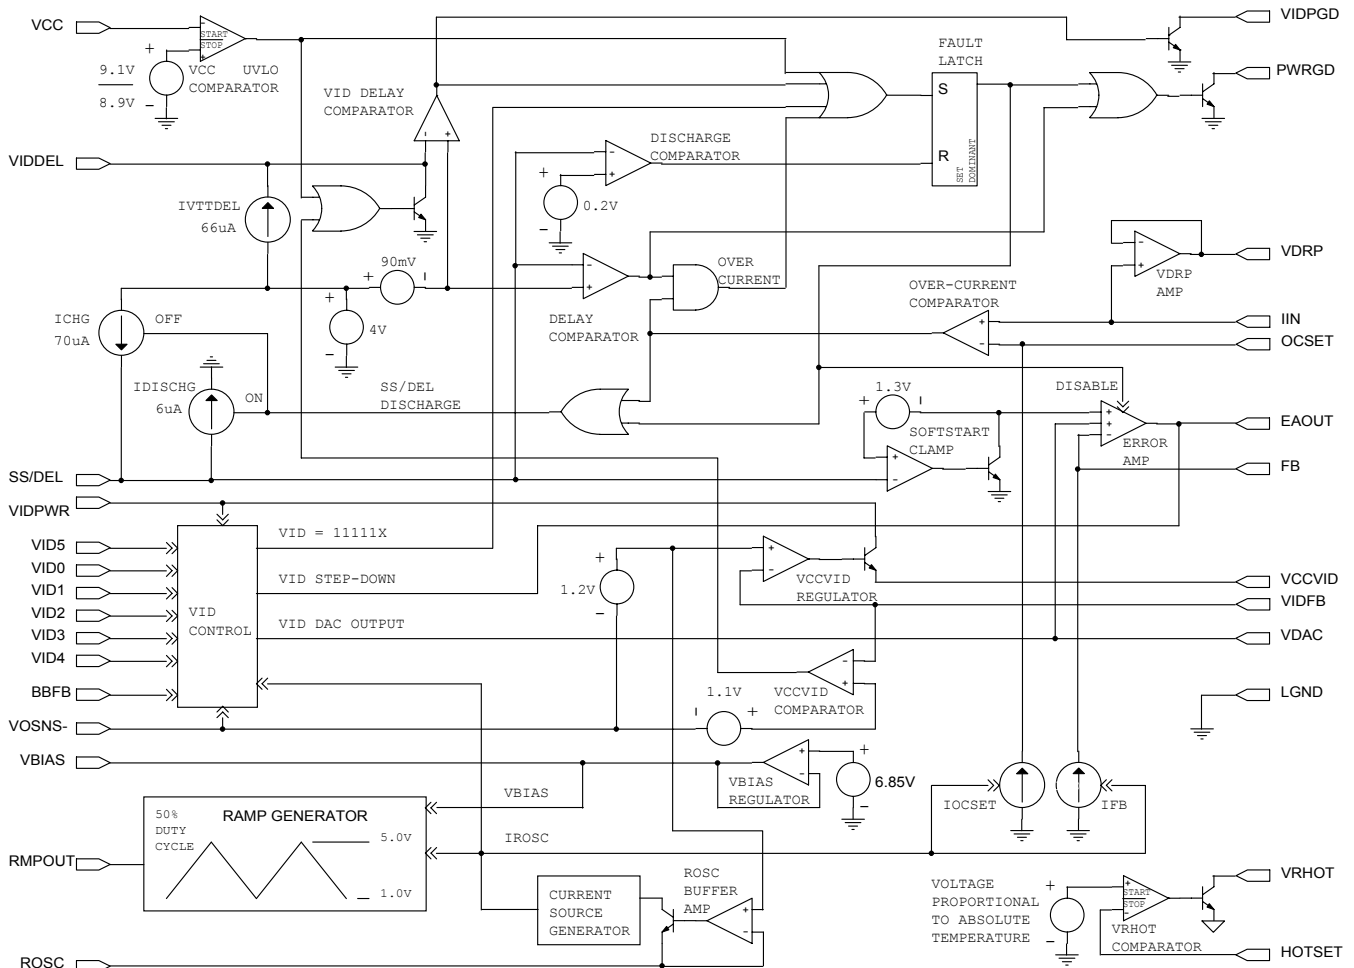 VCC
START
STOP
9.1V
8.9V
VCC UVLO
COMPARATOR
VID DELAY
COMPARATOR
FAULT
LATCH
S
R
SET
DOMINANT
VIDPGD
PWRGD
VIDDEL
IVTTDEL
66uA
DISCHARGE
COMPARATOR
0.2V
90mV
4V
DELAY
COMPARATOR
OVER
CURRENT
OVER-CURRENT
COMPARATOR
VDRP
AMP
VDRP
IIN
OCSET
ICHG
70uA
OFF
IDISCHG
6uA
ON
SS/DEL
DISCHARGE
1.3V
SOFTSTART
CLAMP
DISABLE
ERROR
AMP
EAOUT
FB
SS/DEL
VIDPWR
VID5
VID0
VID1
VID2
VID3
VID4
BBFB
VOSNS-
VID
CONTROL
VID = 11111X
VID STEP-DOWN
VID DAC OUTPUT
1.2V
VCCVID
REGULATOR
VCCVID
VIDFB
VDAC
1.1V
VCCVID
COMPARATOR
LGND
VBIAS
VBIAS
VBIAS
REGULATOR
6.85V
IOCSET
IFB
RMPOUT
50%
DUTY
CYCLE
RAMP GENERATOR
5.0V
1.0V
IROSC
CURRENT
SOURCE
GENERATOR
ROSC
BUFFER
AMP
ROSC
VOLTAGE
PROPORTIONAL
TO ABSOLUTE
TEMPERATURE
START
STOP
VRHOT
COMPARATOR
VRHOT
HOTSET